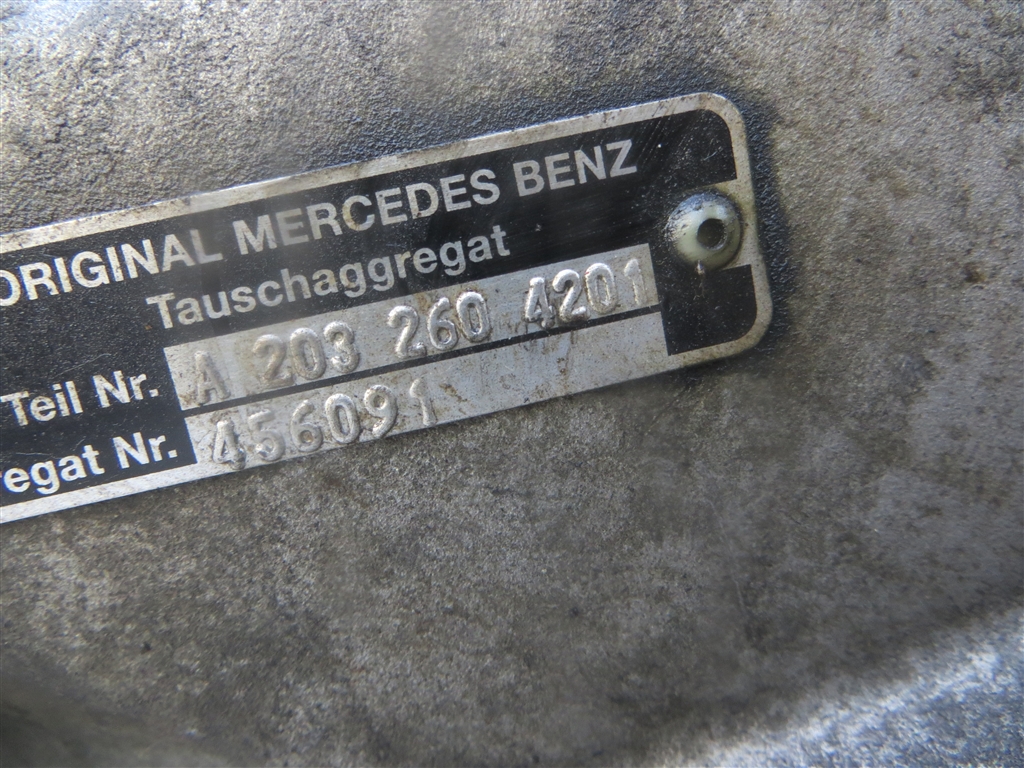 ORIGINAL MERCEDES BENZ
Tauschaggregat
Teil Nr. A 203 260 4201
regat Nr. 456091